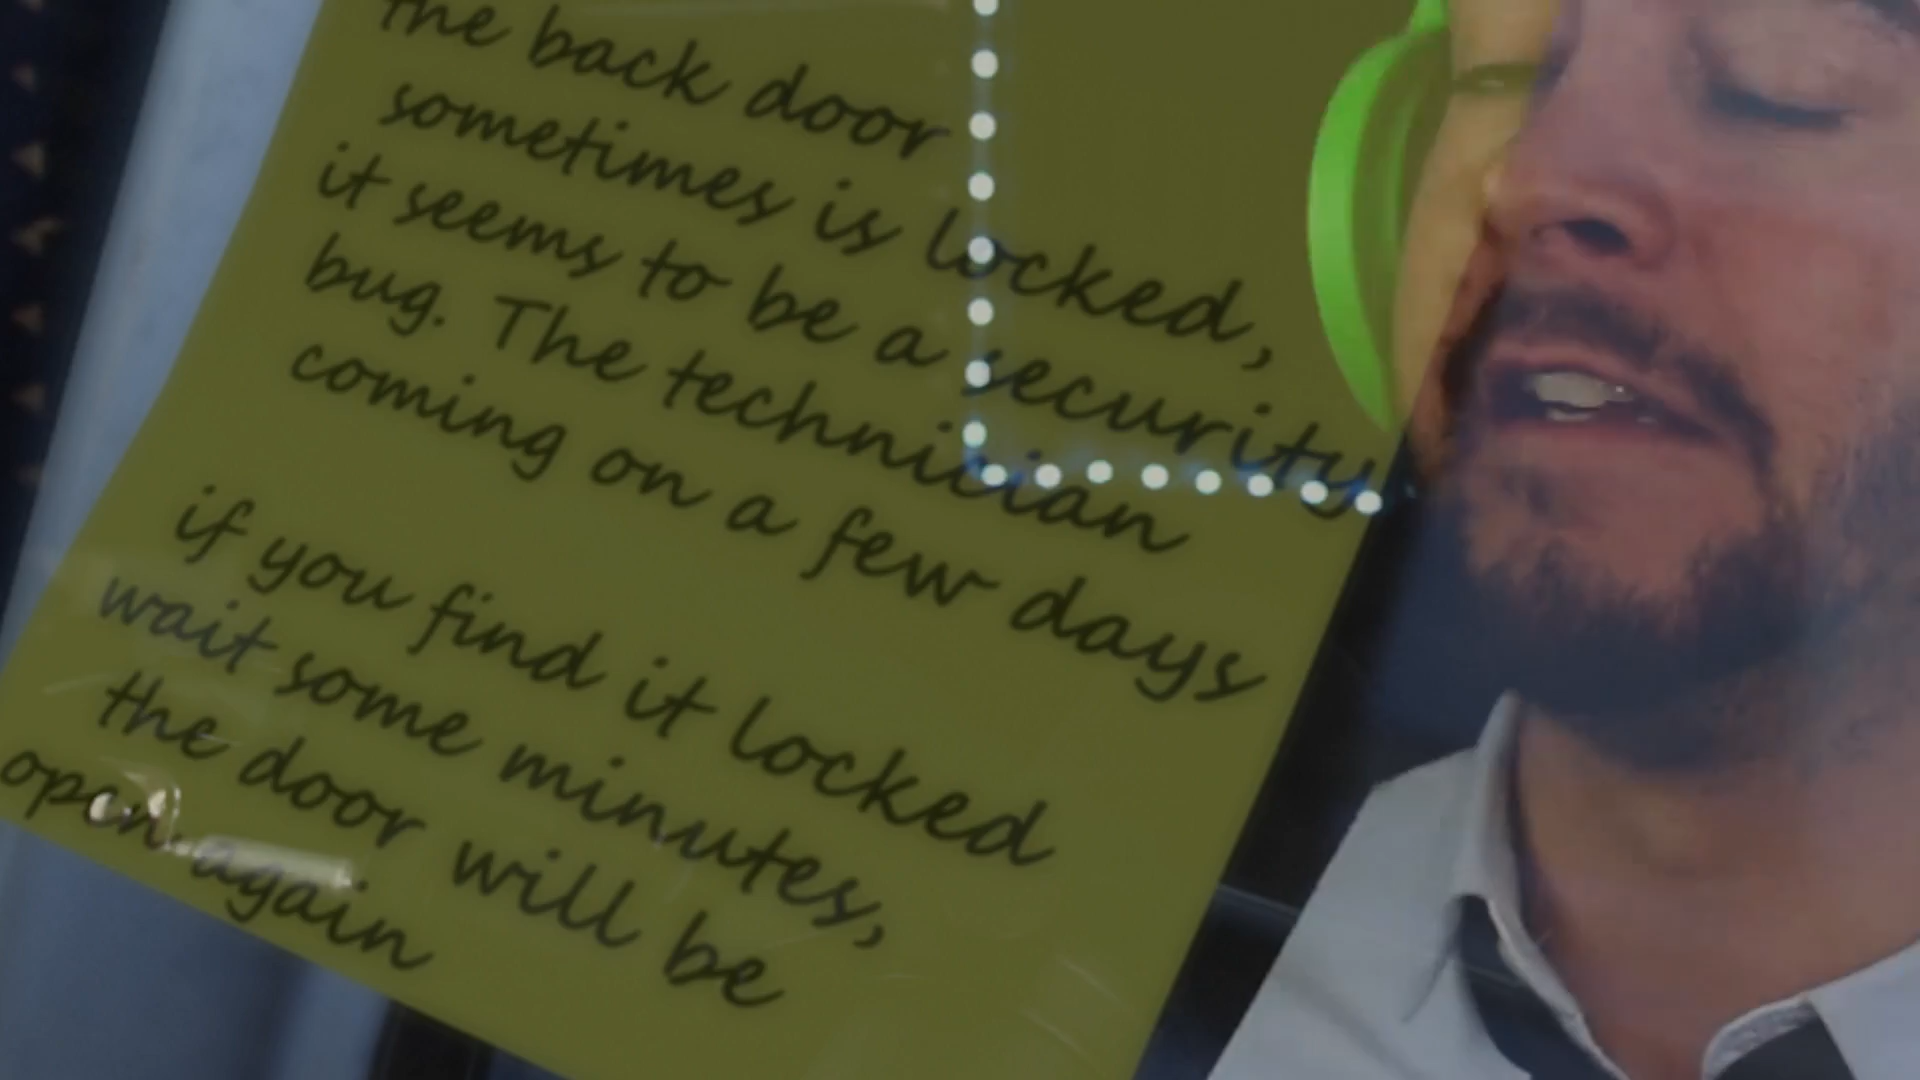 the back door
sometimes is locked,
it seems to be a security
bug. The technician
coming on a few days
if you find it locked
wait some minutes,
the door will be
open again